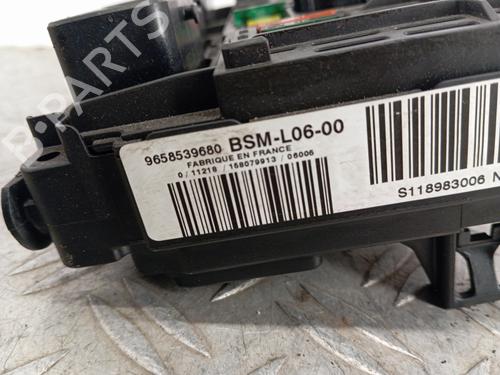 B-PARTS
9658539680 BSM-L06-00
FABRIQUE EN FRANCE
0 / 11218 / 158079913 / 06006
S118983006 N